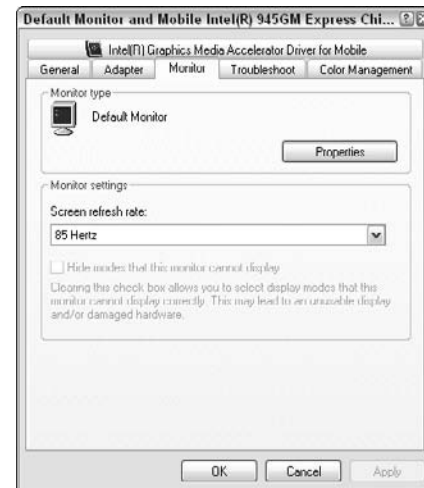 Default Monitor and Mobile Intel(R) 945GM Express Chi...
Intel(R) Graphics Media Accelerator Driver for Mobile
General Adapter Monitor Troubleshoot Color Management
Monitor type
Default Monitor
Properties
Monitor settings
Screen refresh rate:
85 Hertz
Hide modes that this monitor cannot display
Clearing this check box allows you to select display modes that this
monitor cannot display correctly. This may lead to an unusable display
and/or damaged hardware.
OK Cancel Apply